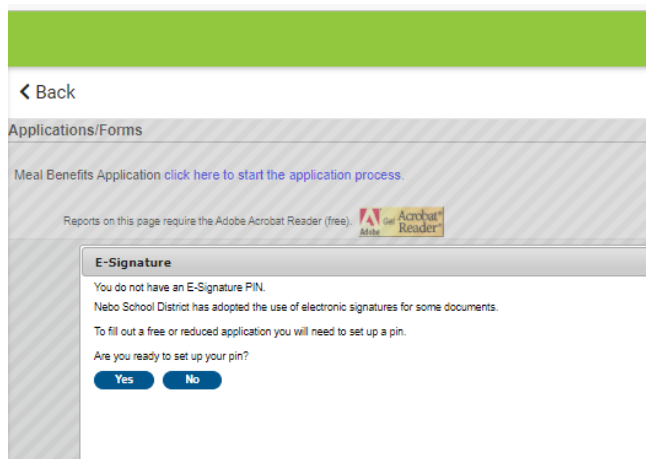 Back
Applications/Forms
Meal Benefits Application click here to start the application process.
Reports on this page require the Adobe Acrobat Reader (free). Adobe Get Acrobat® Reader®
E-Signature
You do not have an E-Signature PIN.
Nebo School District has adopted the use of electronic signatures for some documents.
To fill out a free or reduced application you will need to set up a pin.
Are you ready to set up your pin?
Yes No